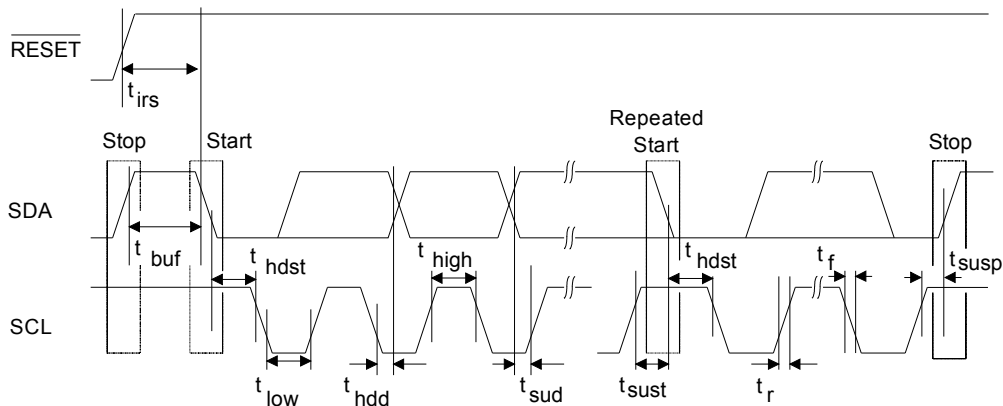 RESET
t irs
Repeated
Stop Start Start Stop
SDA
t buf t hdst t high t hdst t f t susp
SCL
t low t hdd t sud t sust t r